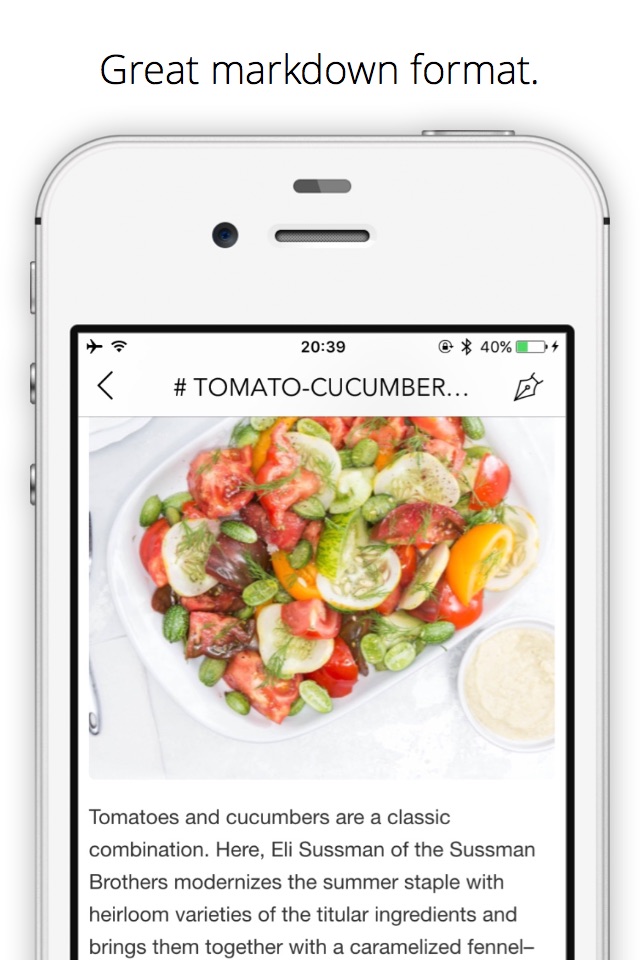 Great markdown format.
20:39
40%
# TOMATO-CUCUMBER...
Tomatoes and cucumbers are a classic
combination. Here, Eli Sussman of the Sussman
Brothers modernizes the summer staple with
heirloom varieties of the titular ingredients and
brings them together with a caramelized fennel–